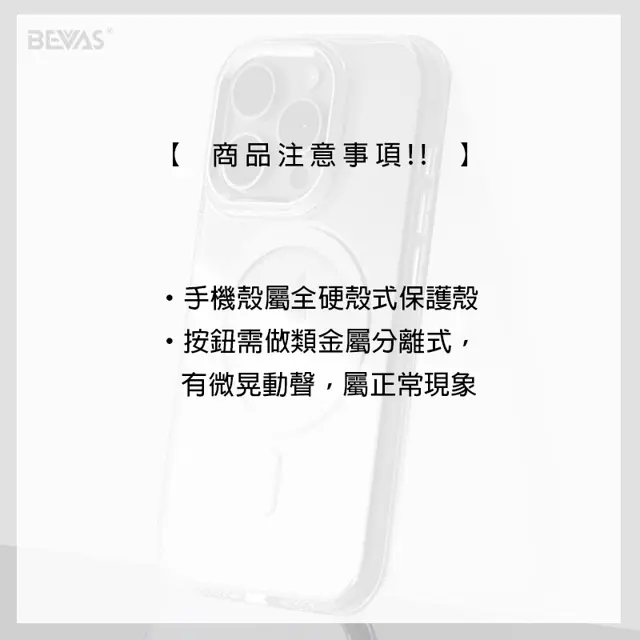 BEVVAS®
【 商品注意事項!! 】
・手機殼屬全硬殼式保護殼
・按鈕需做類金屬分離式，
有微晃動聲，屬正常現象